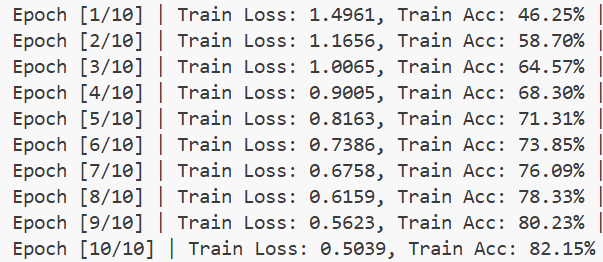 Epoch [1/10] | Train Loss: 1.4961, Train Acc: 46.25% |
Epoch [2/10] | Train Loss: 1.1656, Train Acc: 58.70% |
Epoch [3/10] | Train Loss: 1.0065, Train Acc: 64.57% |
Epoch [4/10] | Train Loss: 0.9005, Train Acc: 68.30% |
Epoch [5/10] | Train Loss: 0.8163, Train Acc: 71.31% |
Epoch [6/10] | Train Loss: 0.7386, Train Acc: 73.85% |
Epoch [7/10] | Train Loss: 0.6758, Train Acc: 76.09% |
Epoch [8/10] | Train Loss: 0.6159, Train Acc: 78.33% |
Epoch [9/10] | Train Loss: 0.5623, Train Acc: 80.23% |
Epoch [10/10] | Train Loss: 0.5039, Train Acc: 82.15%